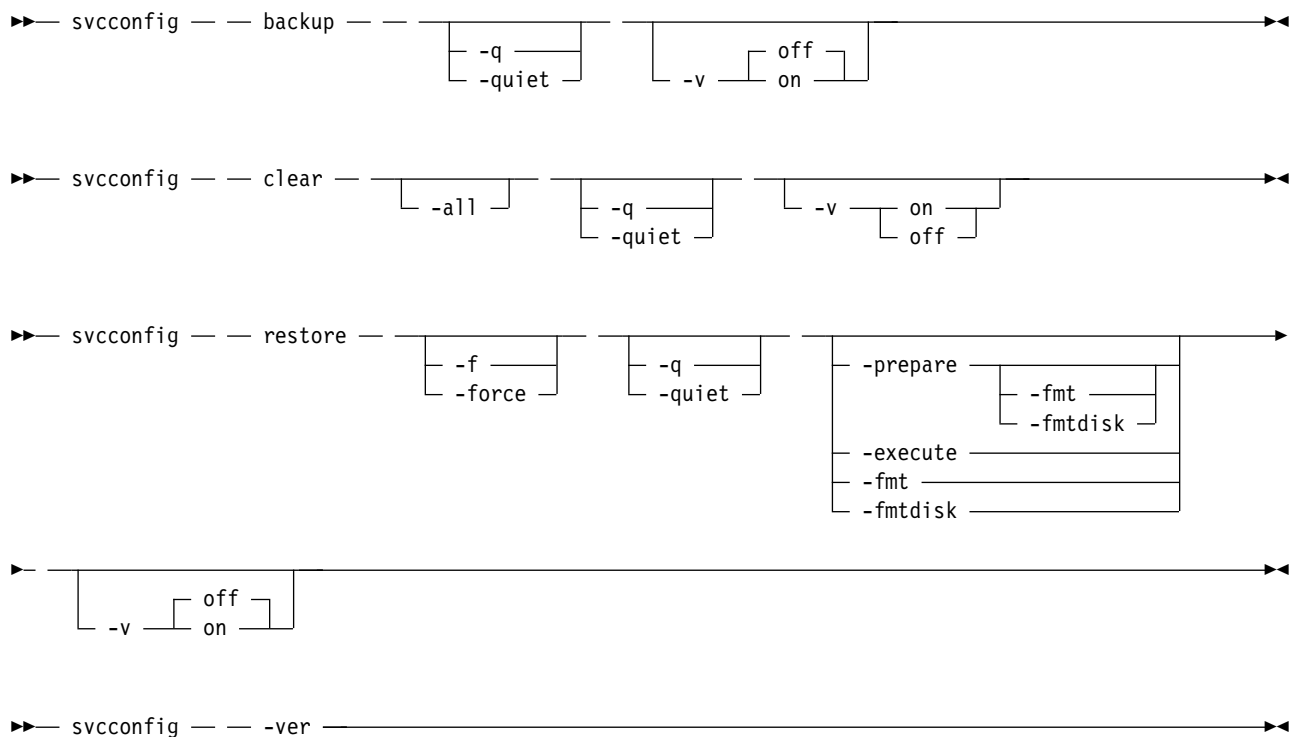 svcconfig backup
-q
-quiet
-v off
on
svcconfig clear
-all
-q
-quiet
-v on
off
svcconfig restore
-f
-force
-q
-quiet
-prepare
-fmt
-fmtdisk
-execute
-fmt
-fmtdisk
-v off
on
svcconfig -ver